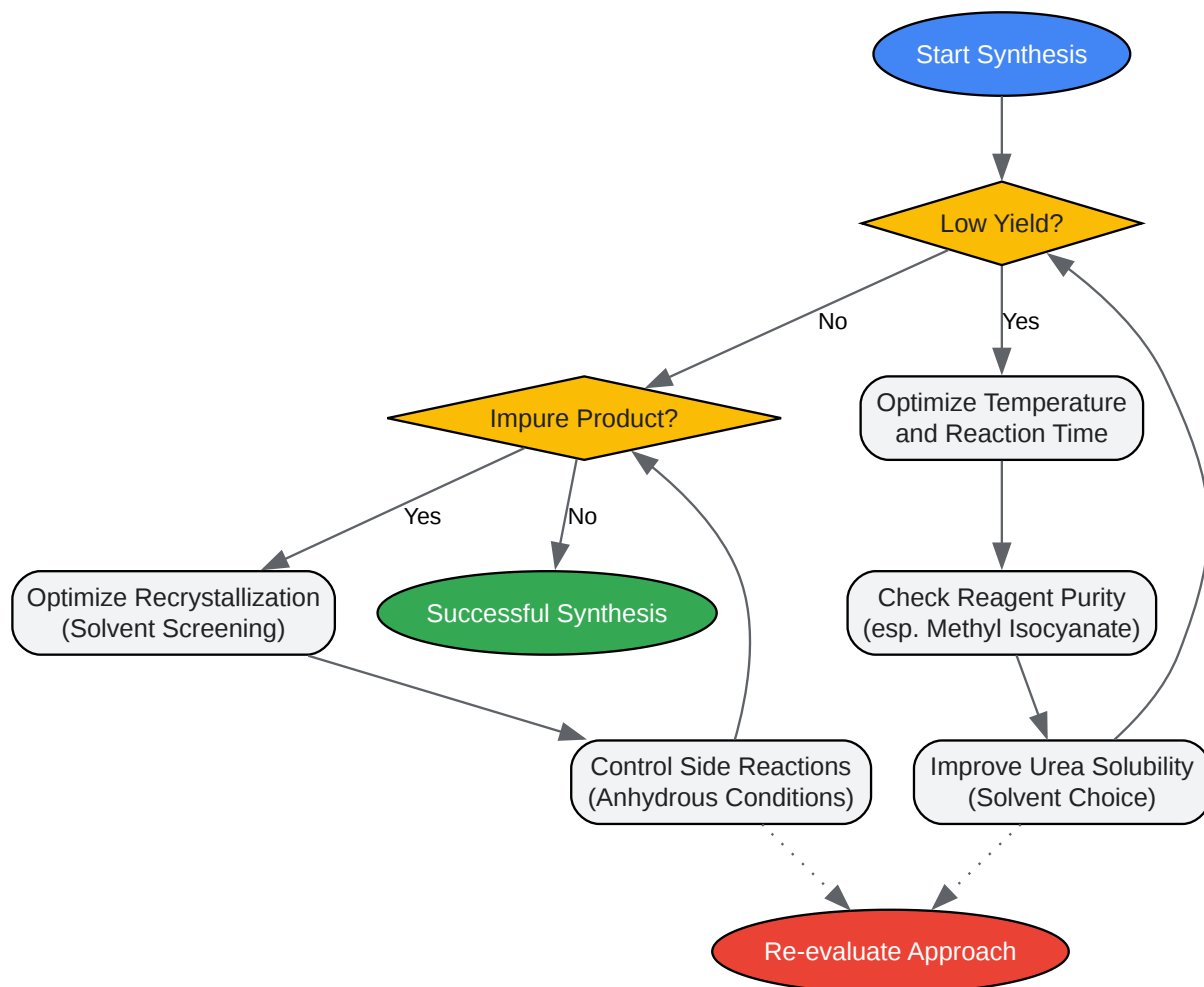 Start Synthesis
Low Yield?
No
Yes
Impure Product?
Optimize Temperature
and Reaction Time
Yes
No
Optimize Recrystallization
(Solvent Screening)
Successful Synthesis
Check Reagent Purity
(esp. Methyl Isocyanate)
Control Side Reactions
(Anhydrous Conditions)
Improve Urea Solubility
(Solvent Choice)
Re-evaluate Approach